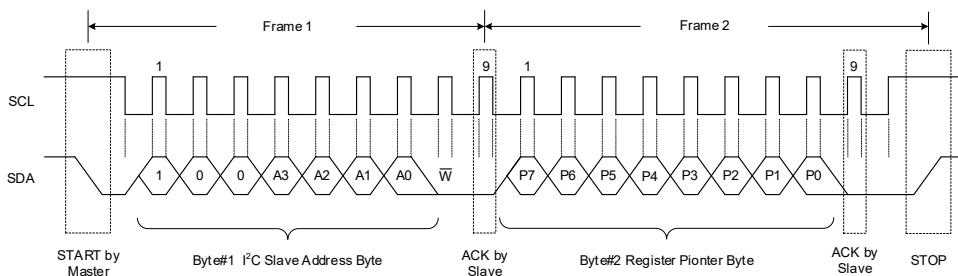 Frame 1 Frame 2
1 9 1 9
SCL
SDA 1 0 0 A3 A2 A1 A0 W̅ P7 P6 P5 P4 P3 P2 P1 P0
START by Master
Byte#1 I²C Slave Address Byte
ACK by Slave
Byte#2 Register Pionter Byte
ACK by Slave
STOP